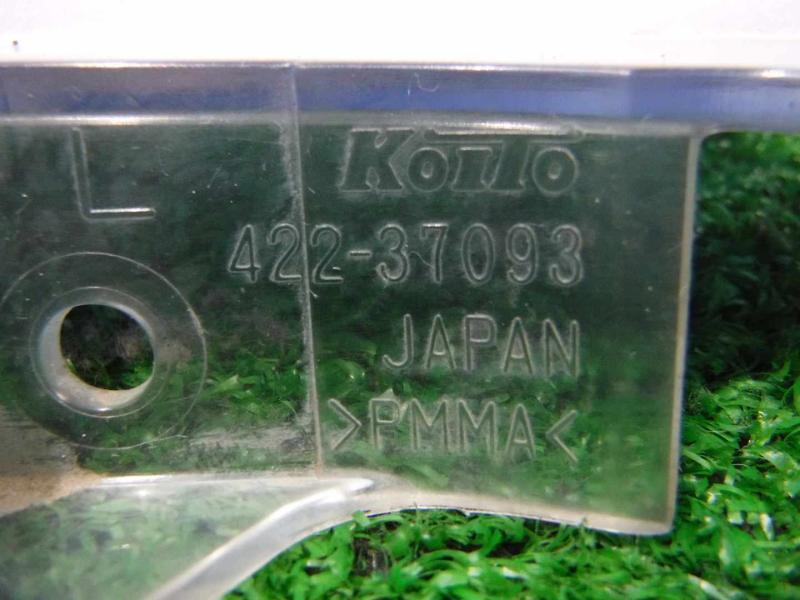 L
KOITO
422-37093
JAPAN
>PMMA<